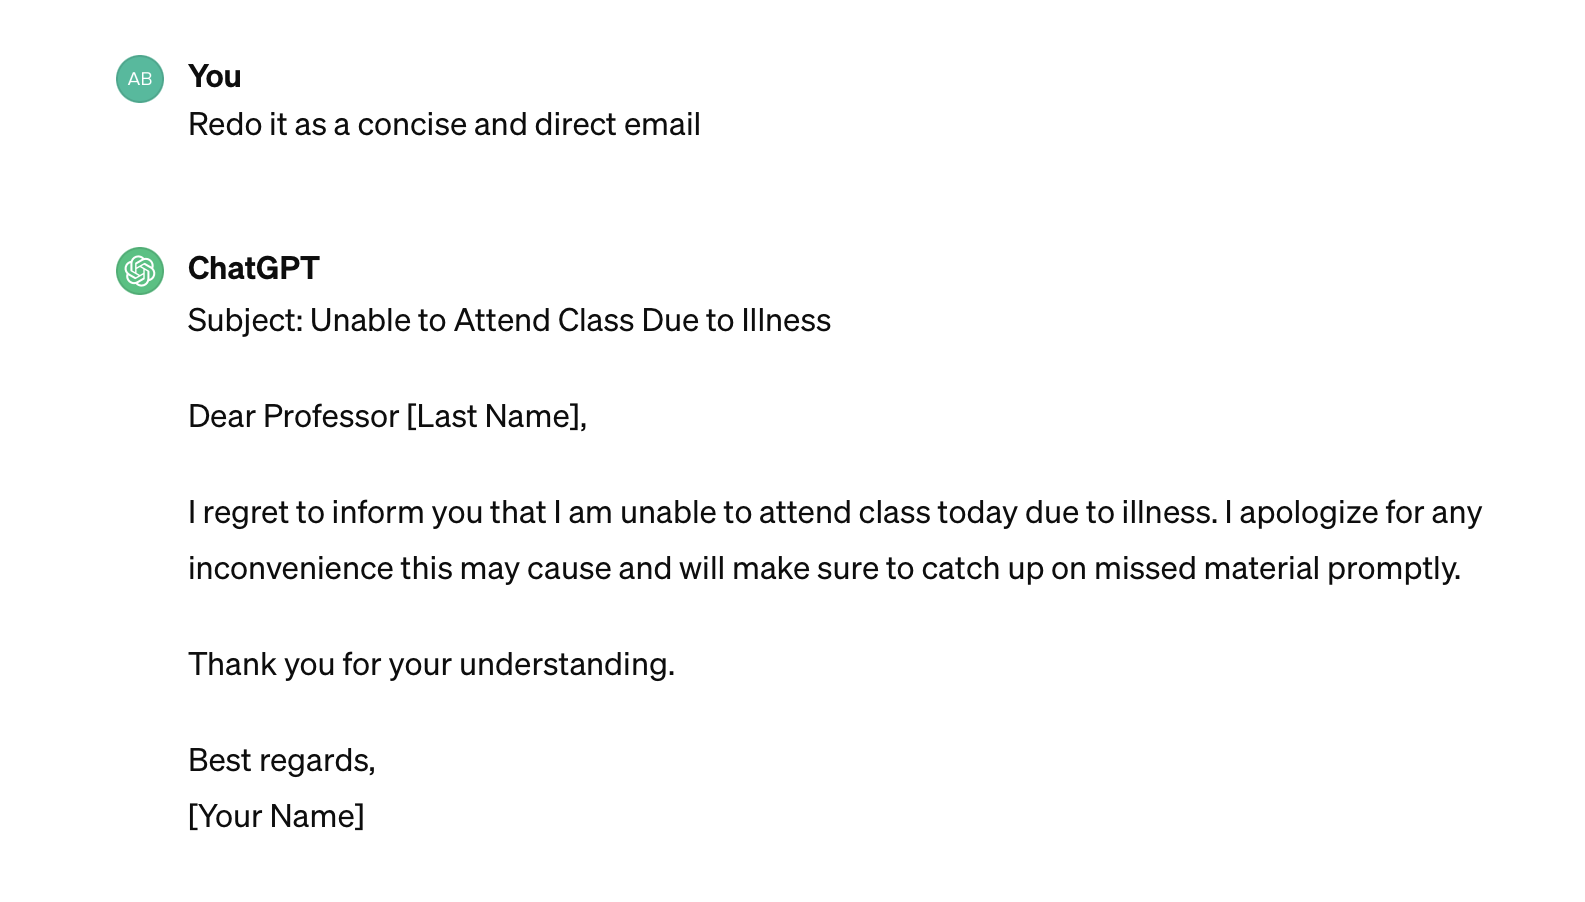 AB
You
Redo it as a concise and direct email
ChatGPT
Subject: Unable to Attend Class Due to Illness
Dear Professor [Last Name],
I regret to inform you that I am unable to attend class today due to illness. I apologize for any
inconvenience this may cause and will make sure to catch up on missed material promptly.
Thank you for your understanding.
Best regards,
[Your Name]